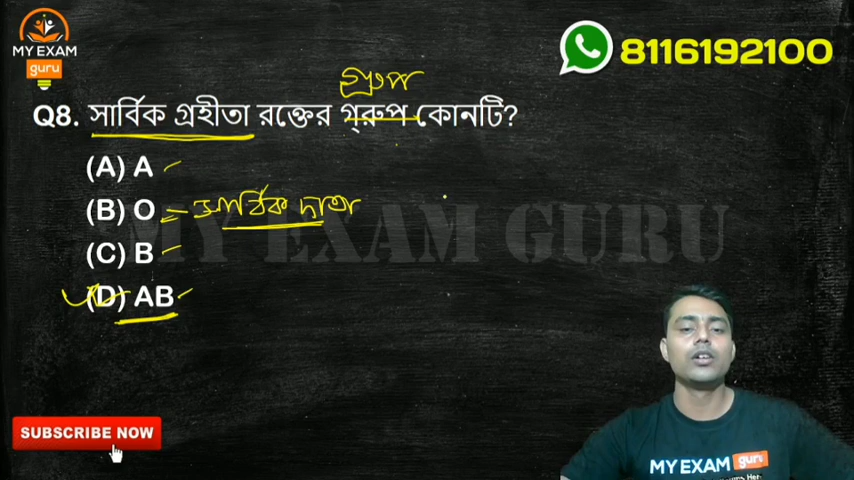 MY EXAM
guru
8116192100
গ্রুপ
Q8. সার্বিক গ্রহীতা রক্তের গ্‌রুপ কোনটি?
(A) A
(B) O - সার্বিক দাতা
(C) B
(D) AB
MY EXAM GURU
SUBSCRIBE NOW
MY EXAM guru